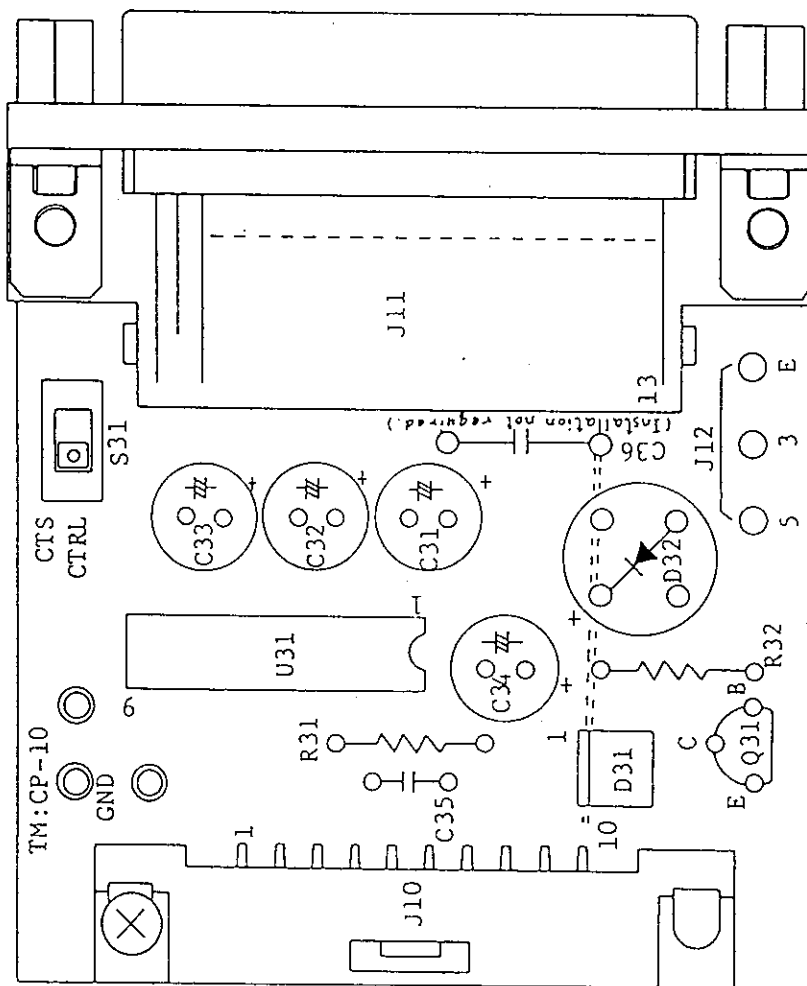 J11
13
(Installation not required.)
C36
S31
CTS
CTRL
J12
E
3
5
C33
+
C32
+
C31
+
D32
+
U31
1
6
C34
+
R32
R31
C35
1
D31
10
B
C
E
Q31
TM:CP-10
GND
1
J10